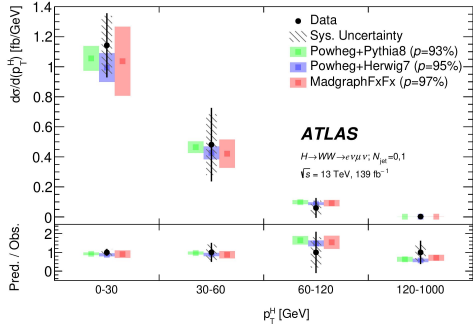 dσ/d(p_T^H) [fb/GeV]
1.4
1.2
1
0.8
0.6
0.4
0.2
0
Data
Sys. Uncertainty
Powheg+Pythia8 (p=93%)
Powheg+Herwig7 (p=95%)
MadgraphFxFx (p=97%)
ATLAS
H→WW→eνμν; N_jet=0,1
√s = 13 TeV, 139 fb⁻¹
Pred. / Obs.
2
1
0
0-30
30-60
60-120
120-1000
p_T^H [GeV]